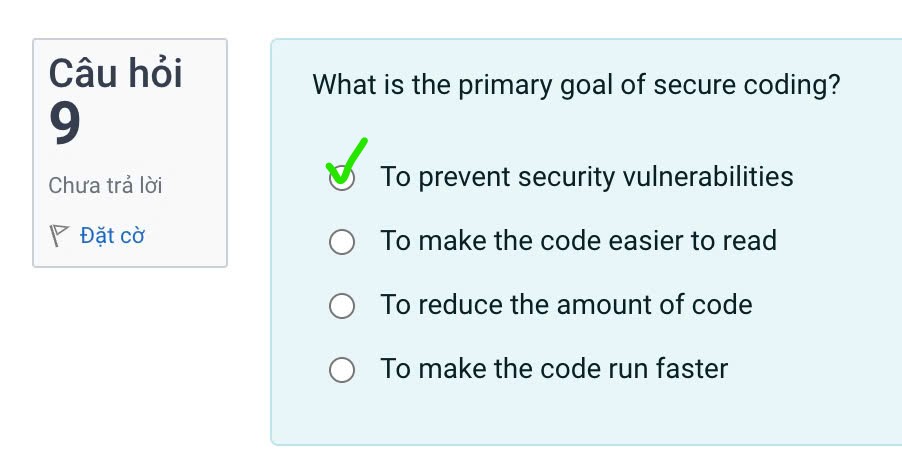 Câu hỏi
9
Chưa trả lời
Đặt cờ
What is the primary goal of secure coding?
To prevent security vulnerabilities
To make the code easier to read
To reduce the amount of code
To make the code run faster